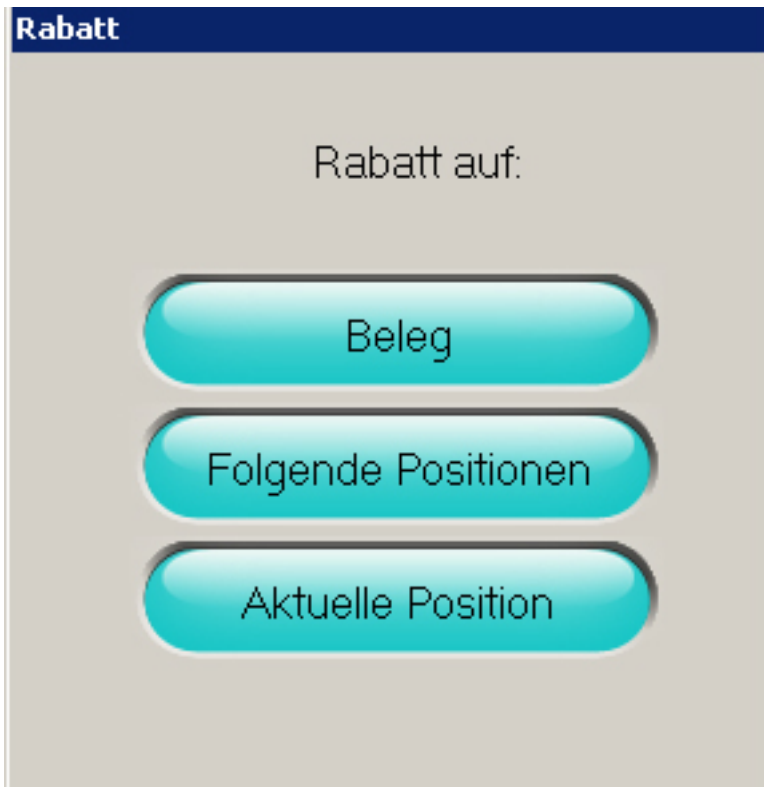 Rabatt
Rabatt auf:
Beleg
Folgende Positionen
Aktuelle Position